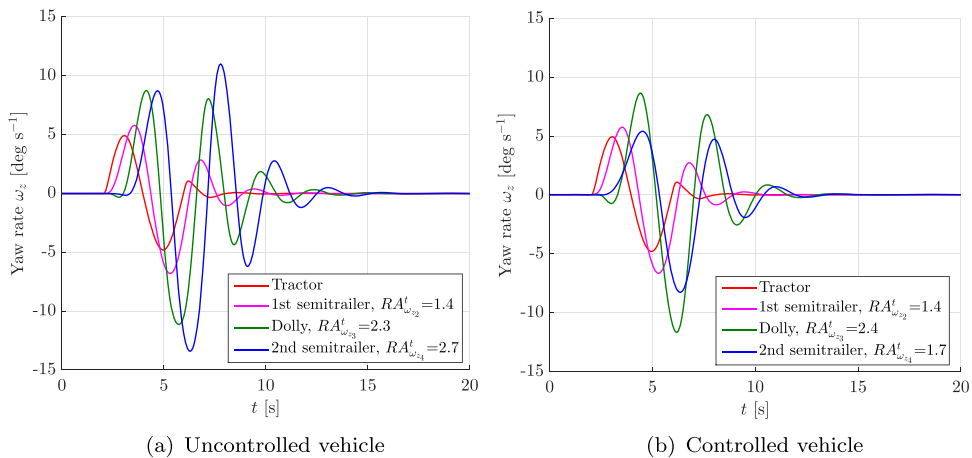 15
10
5
0
-5
-10
-15
Yaw rate ω_z [deg s⁻¹]
Tractor
1st semitrailer, RA^t_{ω_{z_2}}=1.4
Dolly, RA^t_{ω_{z_3}}=2.3
2nd semitrailer, RA^t_{ω_{z_4}}=2.7
0 5 10 15 20
t [s]
(a) Uncontrolled vehicle
15
10
5
0
-5
-10
-15
Yaw rate ω_z [deg s⁻¹]
Tractor
1st semitrailer, RA^t_{ω_{z_2}}=1.4
Dolly, RA^t_{ω_{z_3}}=2.4
2nd semitrailer, RA^t_{ω_{z_4}}=1.7
0 5 10 15 20
t [s]
(b) Controlled vehicle